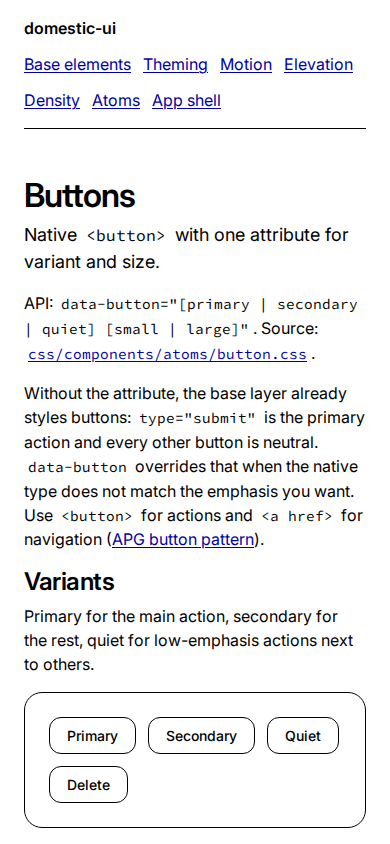 domestic-ui
Base elements Theming Motion Elevation
Density Atoms App shell
Buttons
Native <button> with one attribute for
variant and size.
API: data-button="[primary | secondary
| quiet] [small | large]" . Source:
css/components/atoms/button.css .
Without the attribute, the base layer already
styles buttons: type="submit" is the primary
action and every other button is neutral.
data-button overrides that when the native
type does not match the emphasis you want.
Use <button> for actions and <a href> for
navigation (APG button pattern).
Variants
Primary for the main action, secondary for
the rest, quiet for low-emphasis actions next
to others.
Primary Secondary Quiet
Delete